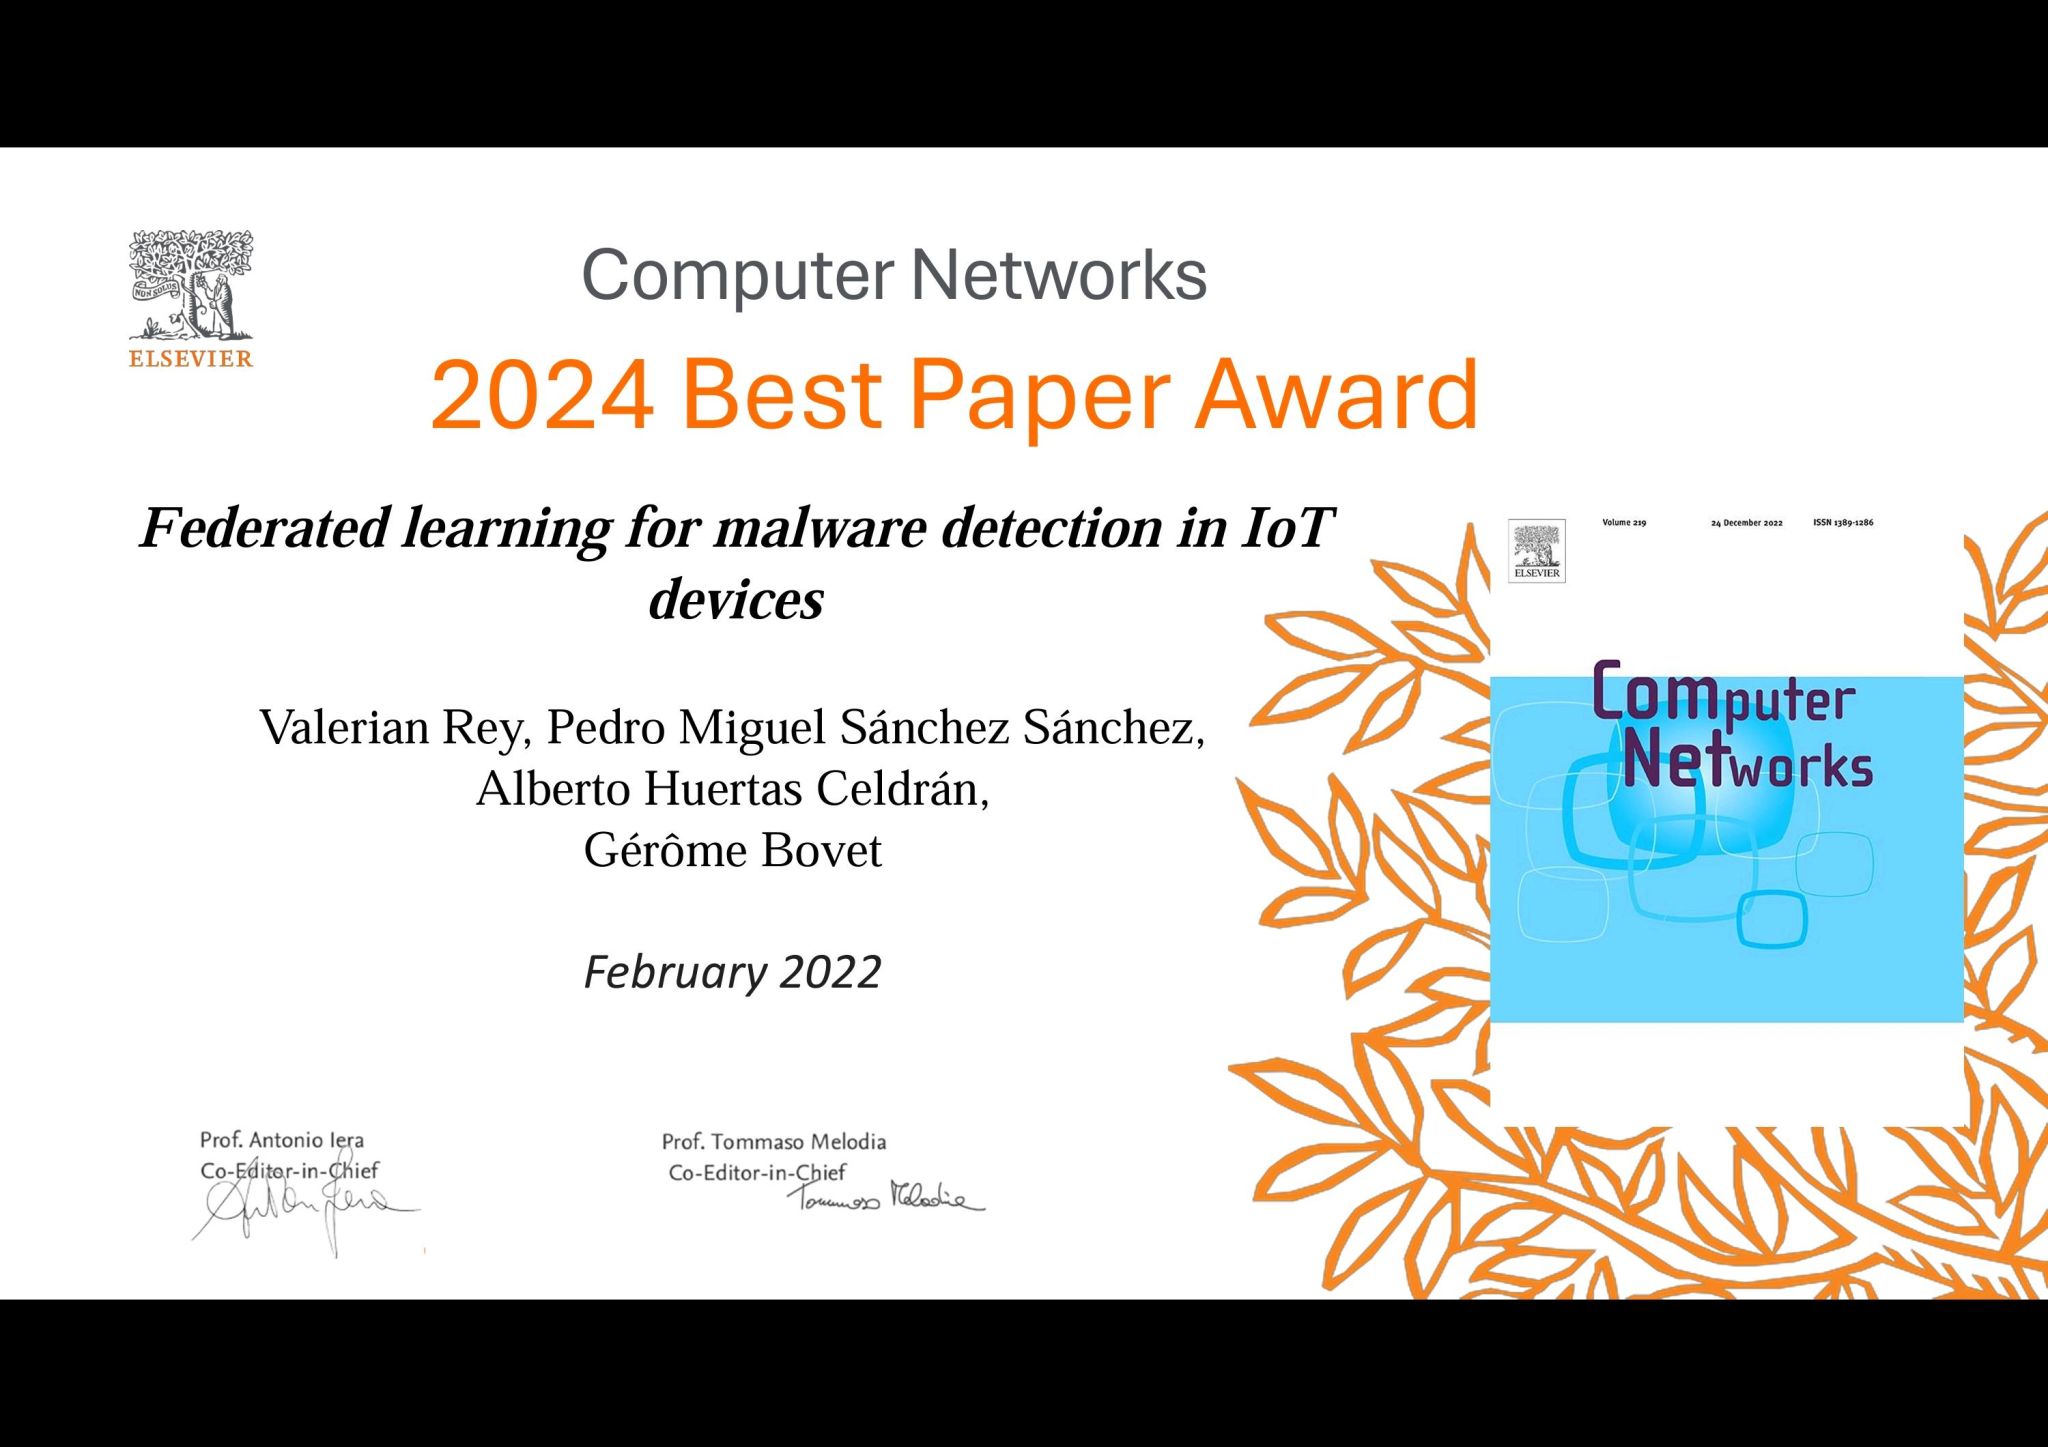 NON SOLUS
ELSEVIER
Computer Networks
2024 Best Paper Award
Federated learning for malware detection in IoT
devices
Valerian Rey, Pedro Miguel Sánchez Sánchez,
Alberto Huertas Celdrán,
Gérôme Bovet
February 2022
Prof. Antonio Iera
Co-Editor-in-Chief
Antonio Iera
Prof. Tommaso Melodia
Co-Editor-in-Chief
Tommaso Melodia
Volume 219 24 December 2022 ISSN 1389-1286
ELSEVIER
Computer
Networks